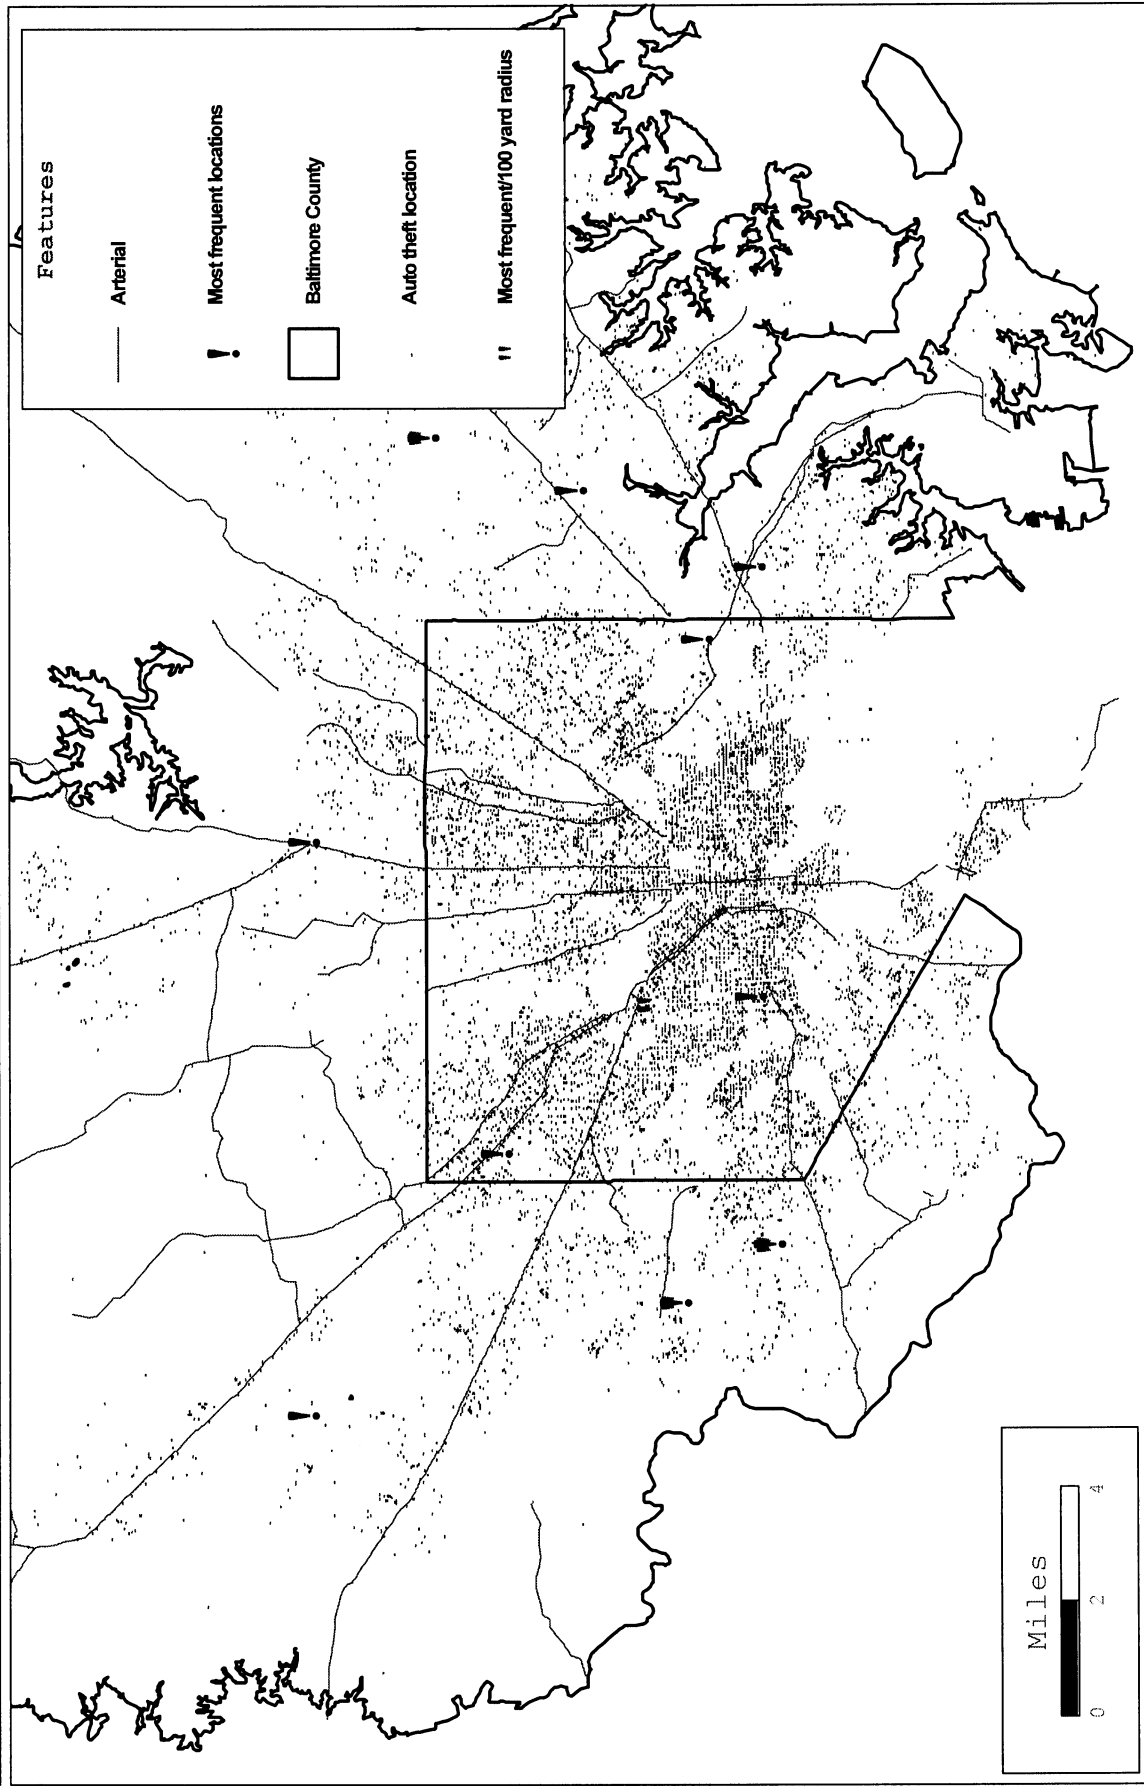 Features
Arterial
Most frequent locations
Baltimore County
Auto theft location
Most frequent/100 yard radius
Miles
0 2 4